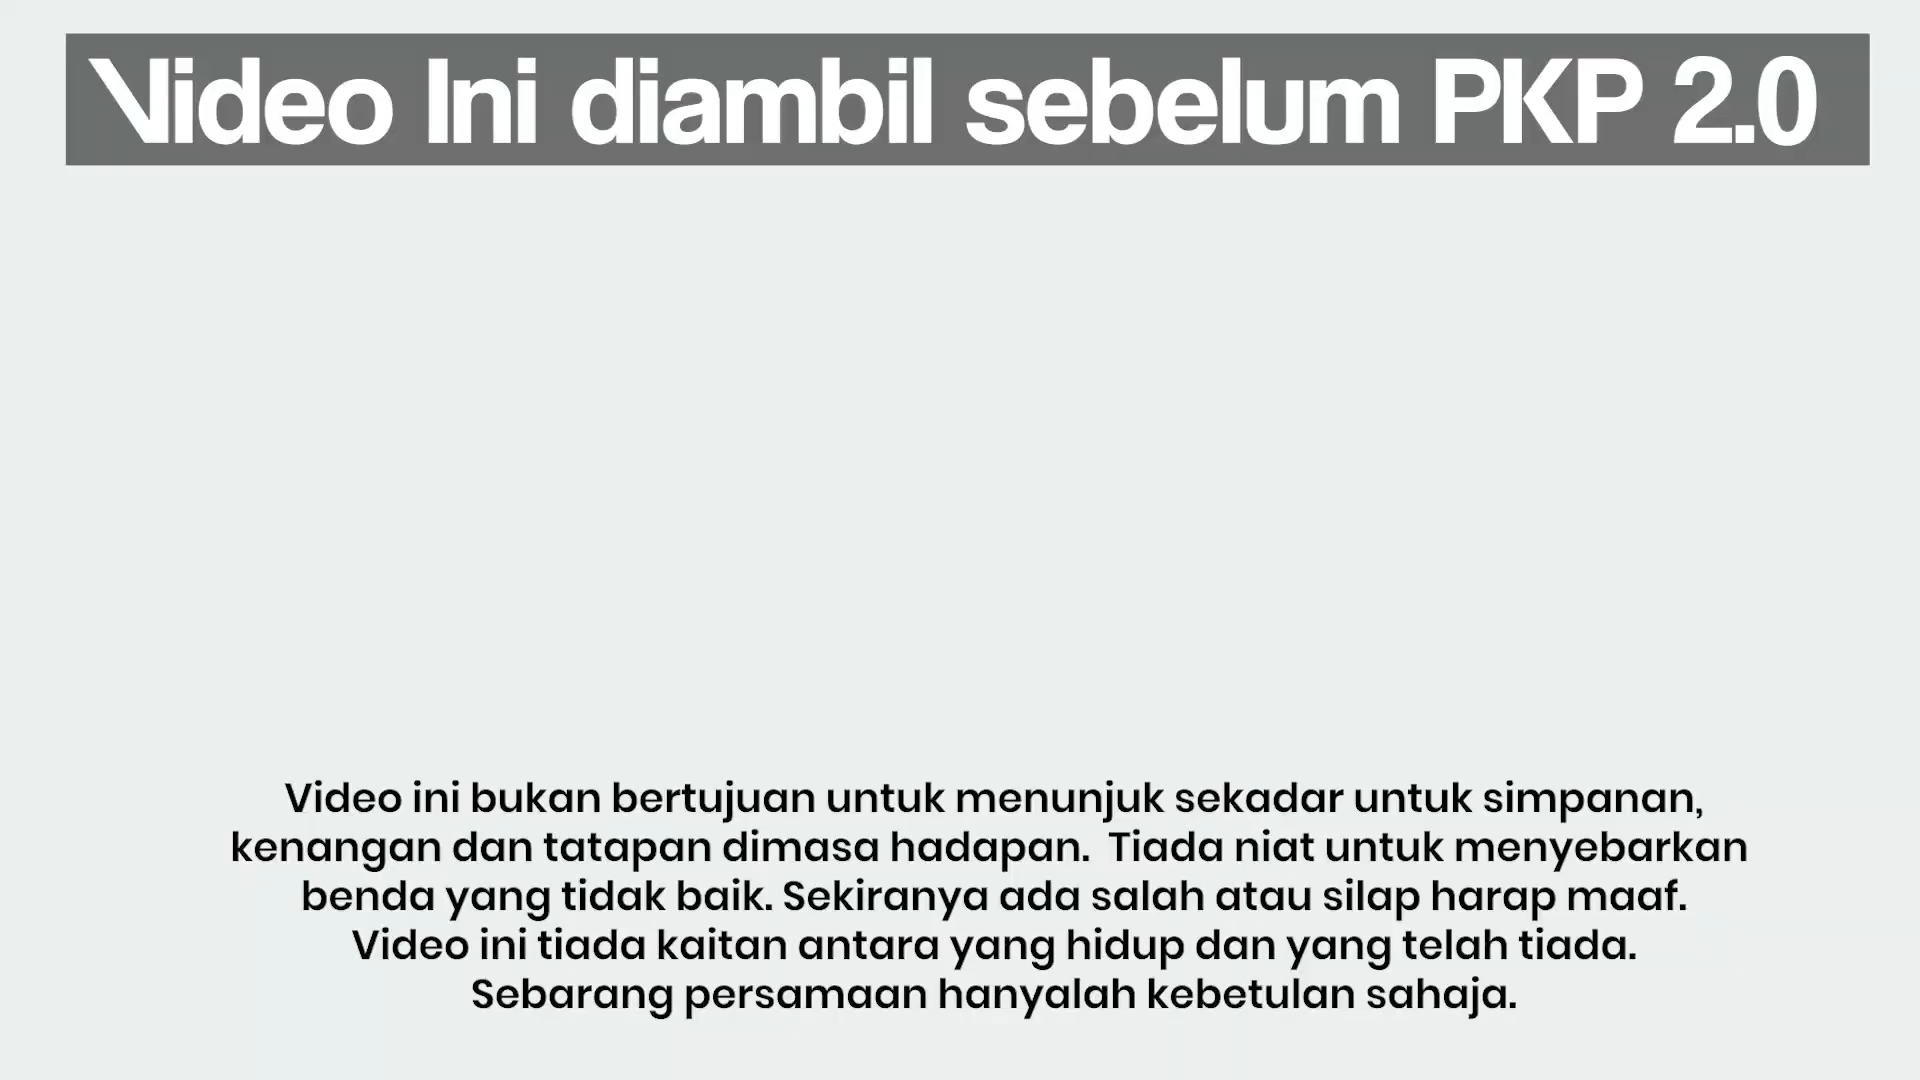 Video Ini diambil sebelum PKP 2.0
Video ini bukan bertujuan untuk menunjuk sekadar untuk simpanan,
kenangan dan tatapan dimasa hadapan. Tiada niat untuk menyebarkan
benda yang tidak baik. Sekiranya ada salah atau silap harap maaf.
Video ini tiada kaitan antara yang hidup dan yang telah tiada.
Sebarang persamaan hanyalah kebetulan sahaja.